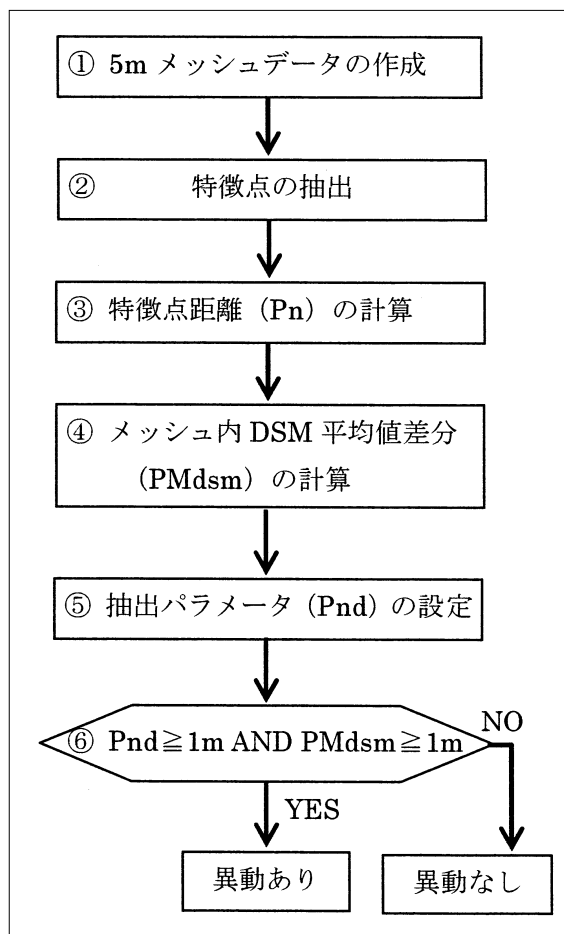 ① 5m メッシュデータの作成
② 特徴点の抽出
③ 特徴点距離（Pn）の計算
④ メッシュ内 DSM 平均値差分
（PMdsm）の計算
⑤ 抽出パラメータ（Pnd）の設定
⑥ Pnd≧1m AND PMdsm≧1m
NO
YES
異動あり
異動なし